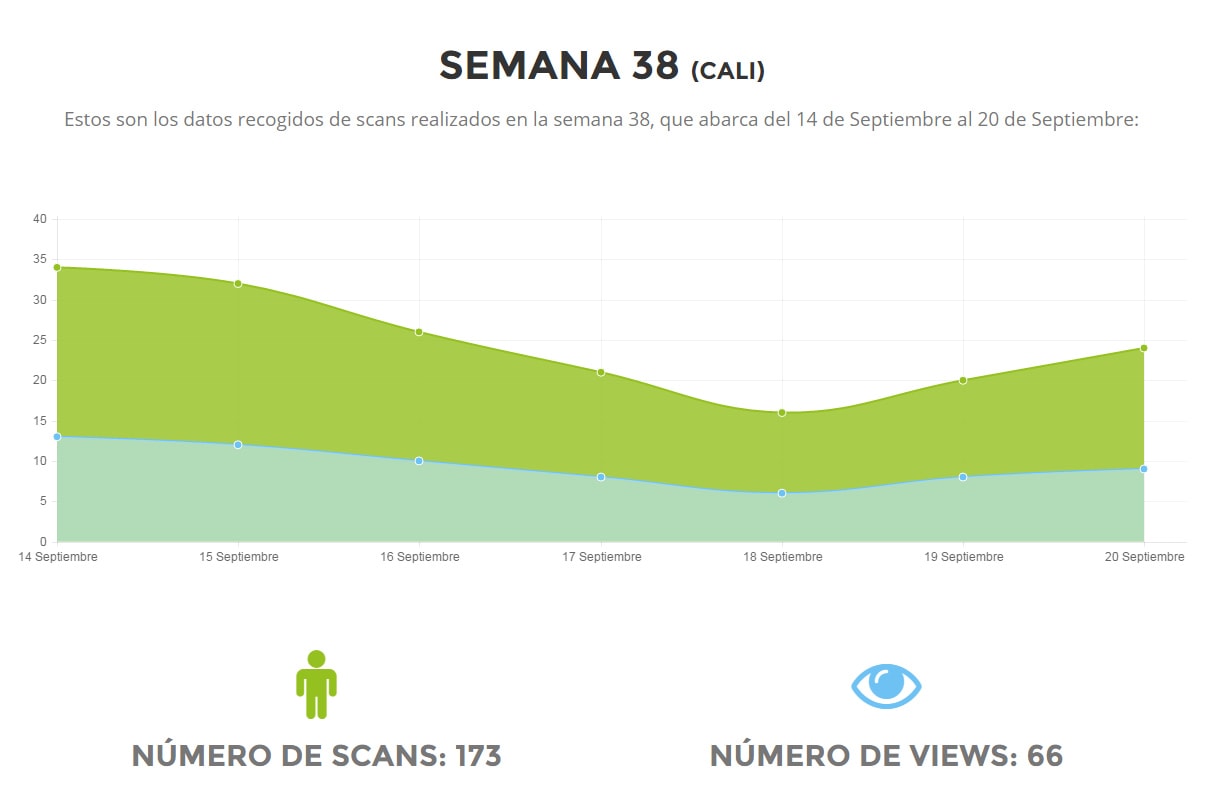 SEMANA 38 (CALI)
Estos son los datos recogidos de scans realizados en la semana 38, que abarca del 14 de Septiembre al 20 de Septiembre:
40
35
30
25
20
15
10
5
0
14 Septiembre 15 Septiembre 16 Septiembre 17 Septiembre 18 Septiembre 19 Septiembre 20 Septiembre
NÚMERO DE SCANS: 173 NÚMERO DE VIEWS: 66